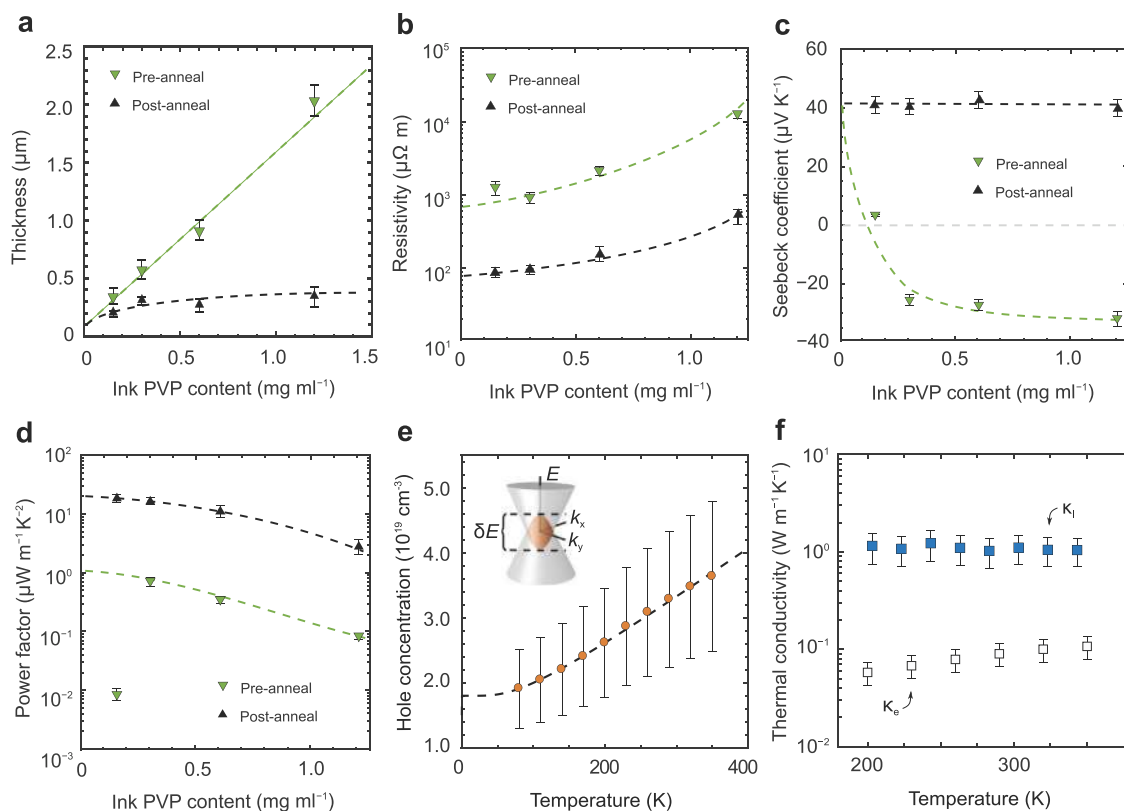 a
Thickness (μm)
2.5
2.0
1.5
1.0
0.5
0
Pre-anneal
Post-anneal
0
0.5
1.0
1.5
Ink PVP content (mg ml⁻¹)
b
Resistivity (μΩ m)
10⁵
10⁴
10³
10²
10¹
Pre-anneal
Post-anneal
0
0.5
1.0
Ink PVP content (mg ml⁻¹)
c
Seebeck coefficient (μV K⁻¹)
60
40
20
0
−20
−40
Pre-anneal
Post-anneal
0
0.5
1.0
Ink PVP content (mg ml⁻¹)
d
Power factor (μW m⁻¹ K⁻²)
10²
10¹
10⁰
10⁻¹
10⁻²
10⁻³
Pre-anneal
Post-anneal
0
0.5
1.0
Ink PVP content (mg ml⁻¹)
e
Hole concentration (10¹⁹ cm⁻³)
5.0
4.0
3.0
2.0
1.0
E
δE
kₓ
k_y
0
200
400
Temperature (K)
f
Thermal conductivity (W m⁻¹ K⁻¹)
10¹
10⁰
10⁻¹
10⁻²
κₗ
κₑ
200
250
300
350
Temperature (K)